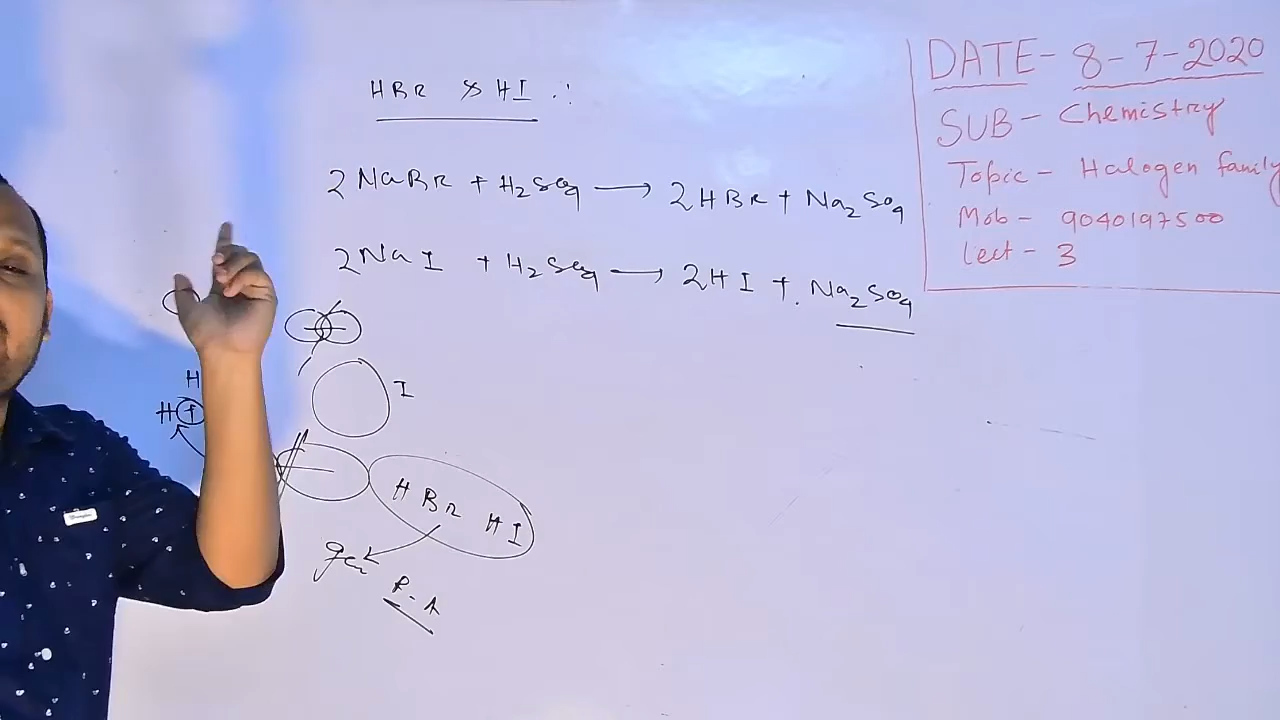 HBr & HI :
2NaBr + H2SO4 ⟶ 2HBr + Na2SO4
2NaI + H2SO4 ⟶ 2HI + Na2SO4
I
H
H I
HBr HI
R.A
DATE- 8-7-2020
SUB- Chemistry
Topic- Halogen family
Mob- 9040197500
Lect- 3